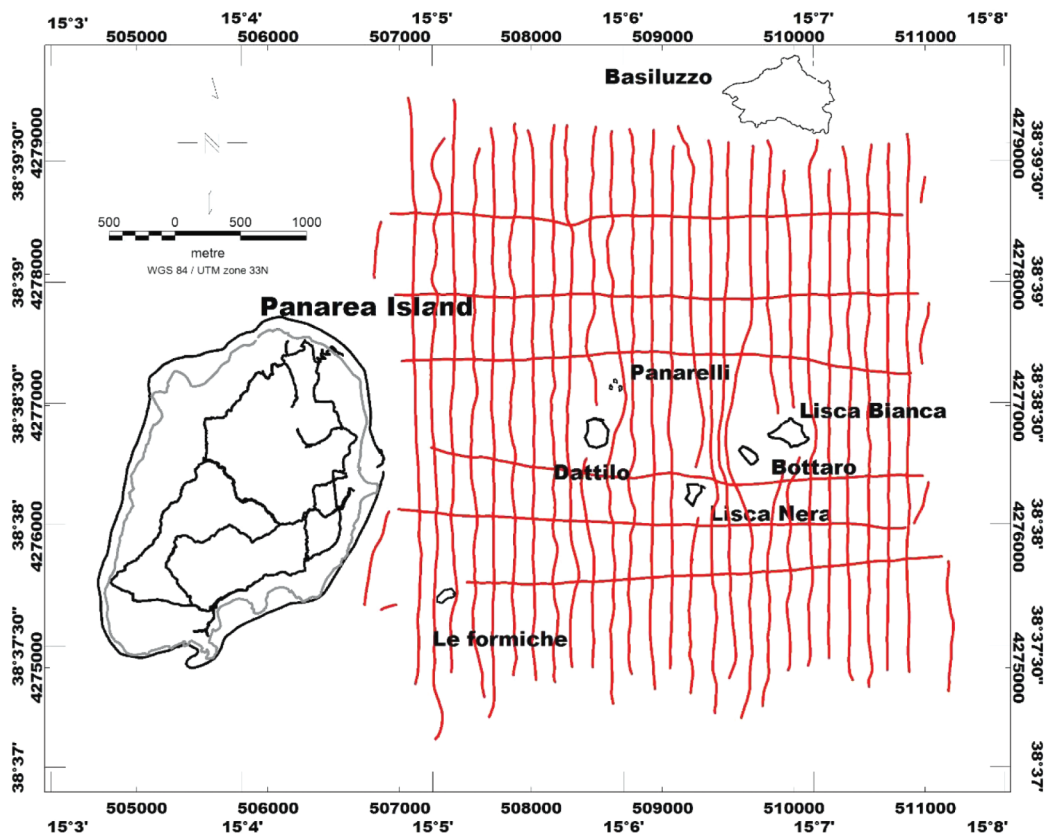 15°3' 15°4' 15°5' 15°6' 15°7' 15°8'
505000 506000 507000 508000 509000 510000 511000
Basiluzzo
38°39'30" 4279000 4279000 38°39'30"
500 0 500 1000
metre
WGS 84 / UTM zone 33N
38°39' 4278000 4278000 38°39'
Panarea Island
Panarelli
38°38'30" 4277000 4277000 38°38'30"
Lisca Bianca
Dattilo
Bottaro
Lisca Nera
38°38' 4276000 4276000 38°38'
Le formiche
38°37'30" 4275000 4275000 38°37'30"
38°37' 38°37'
505000 506000 507000 508000 509000 510000 511000
15°3' 15°4' 15°5' 15°6' 15°7' 15°8'